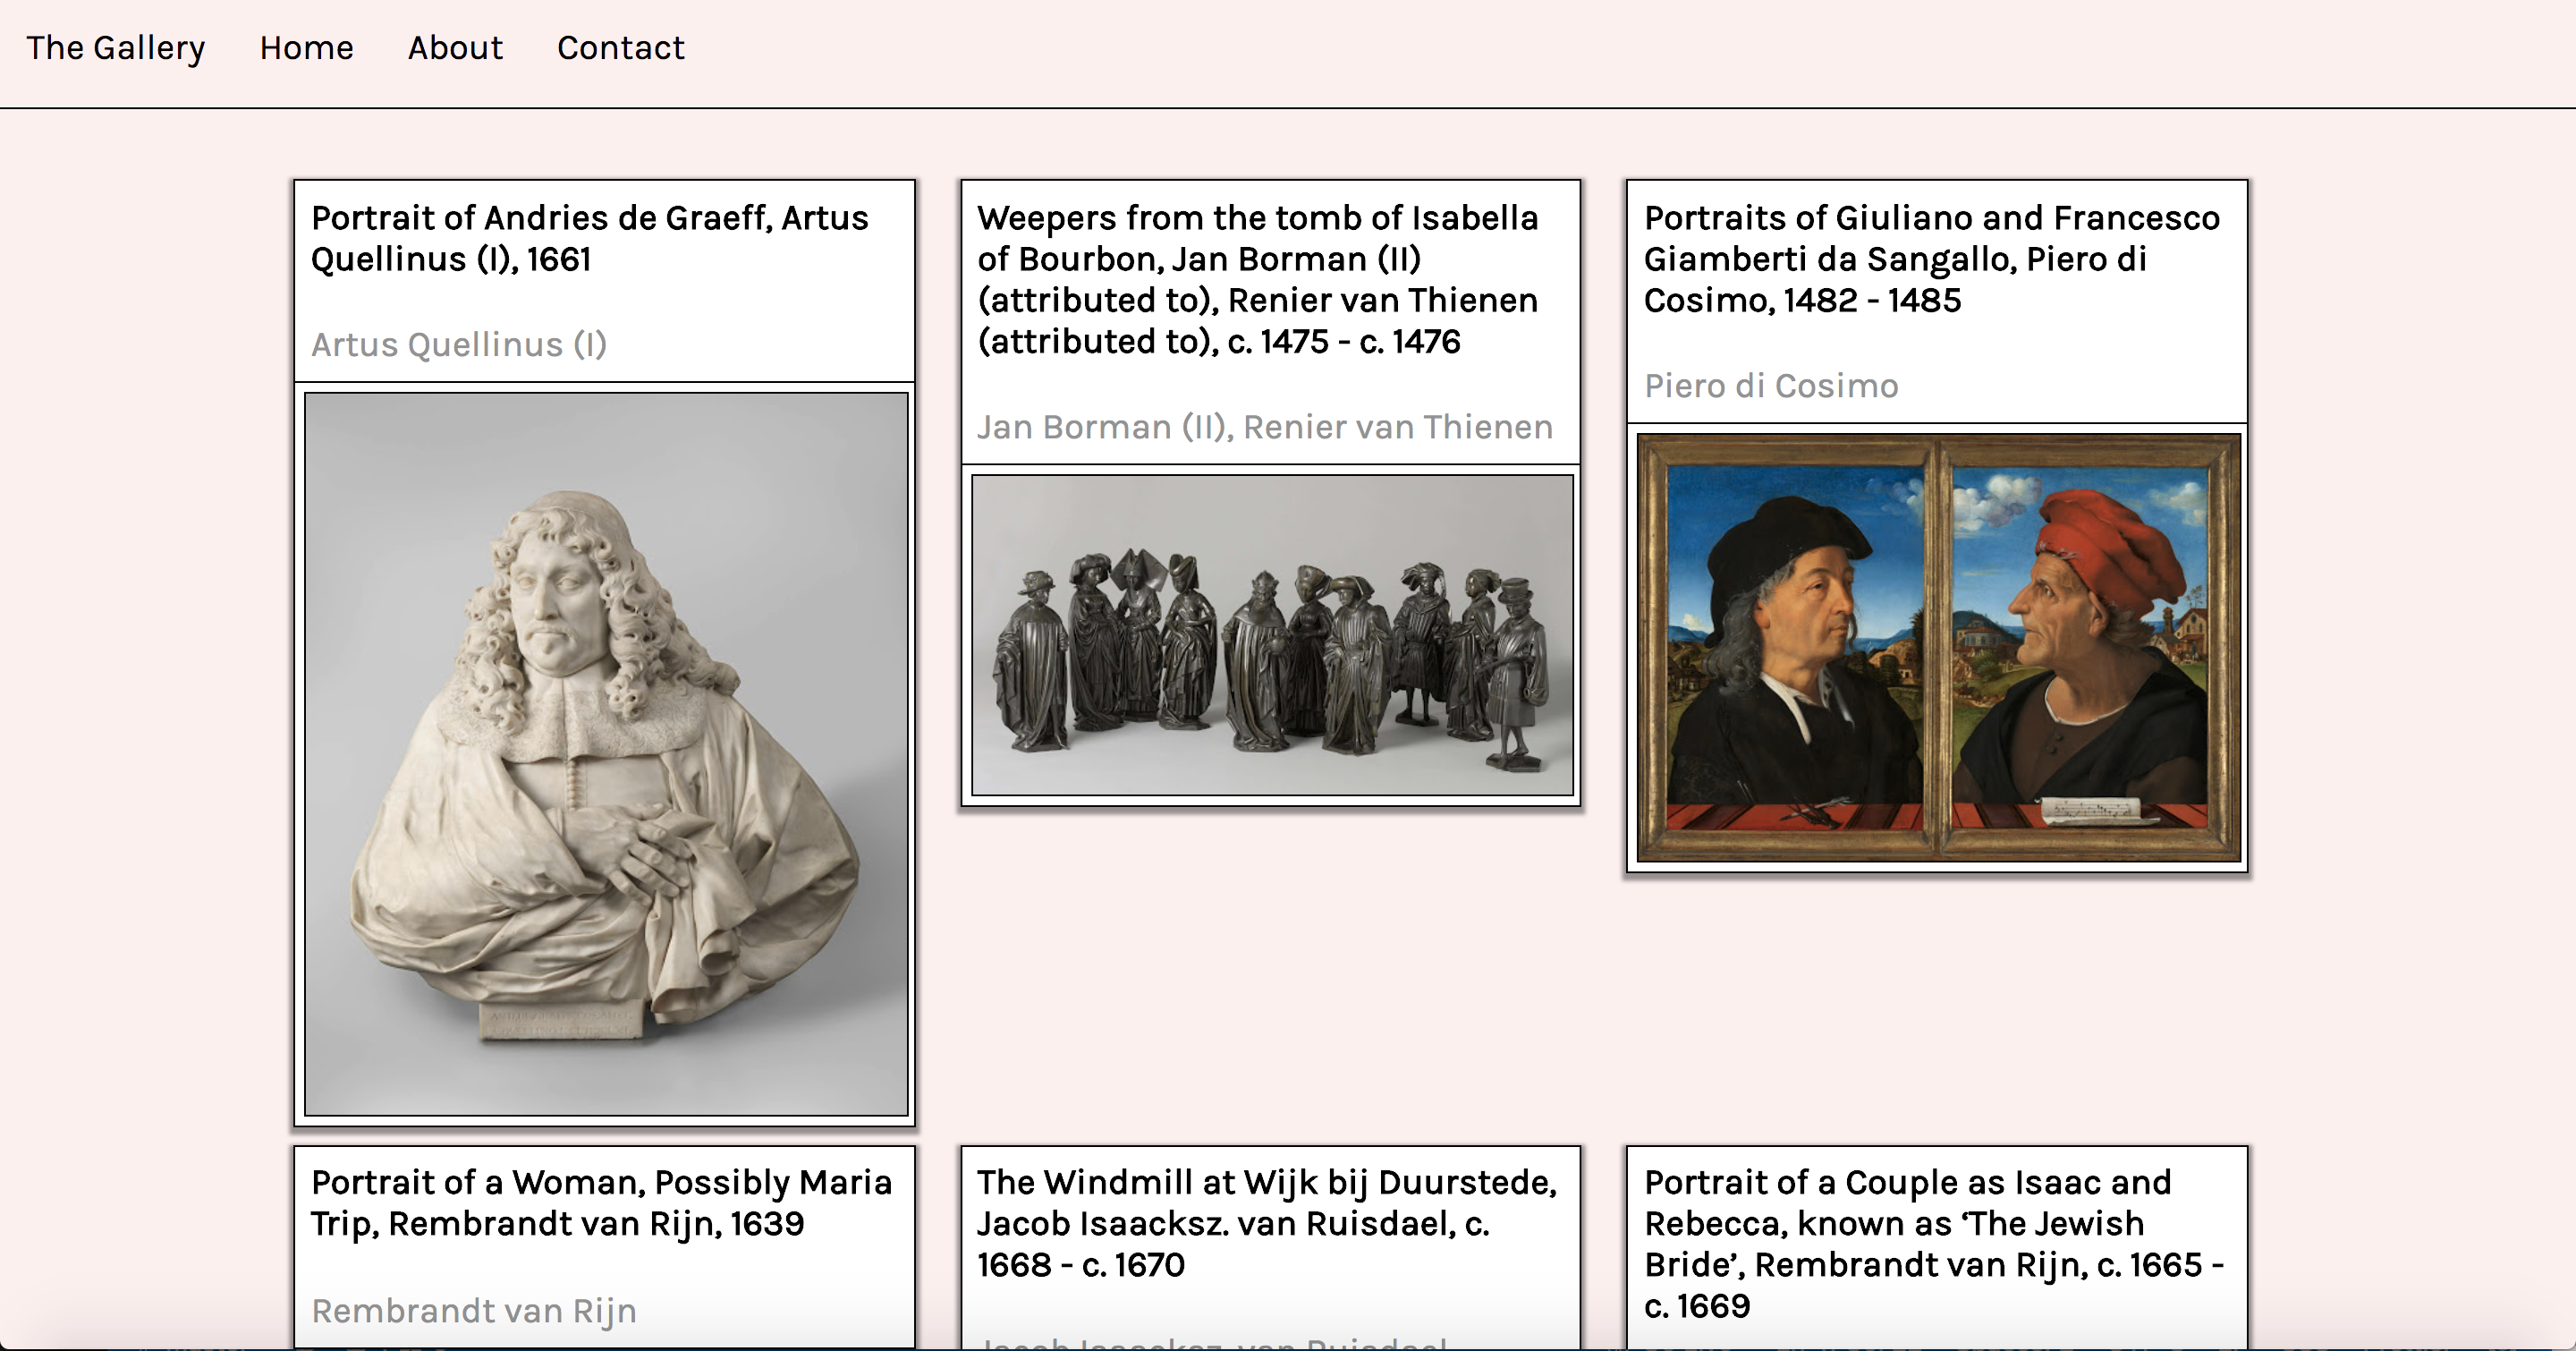 The Gallery Home About Contact
Portrait of Andries de Graeff, Artus
Quellinus (I), 1661
Artus Quellinus (I)
Weepers from the tomb of Isabella
of Bourbon, Jan Borman (II)
(attributed to), Renier van Thienen
(attributed to), c. 1475 - c. 1476
Jan Borman (II), Renier van Thienen
Portraits of Giuliano and Francesco
Giamberti da Sangallo, Piero di
Cosimo, 1482 - 1485
Piero di Cosimo
Portrait of a Woman, Possibly Maria
Trip, Rembrandt van Rijn, 1639
Rembrandt van Rijn
The Windmill at Wijk bij Duurstede,
Jacob Isaacksz. van Ruisdael, c.
1668 - c. 1670
Jacob Isaacksz. van Ruisdael
Portrait of a Couple as Isaac and
Rebecca, known as ‘The Jewish
Bride’, Rembrandt van Rijn, c. 1665 -
c. 1669